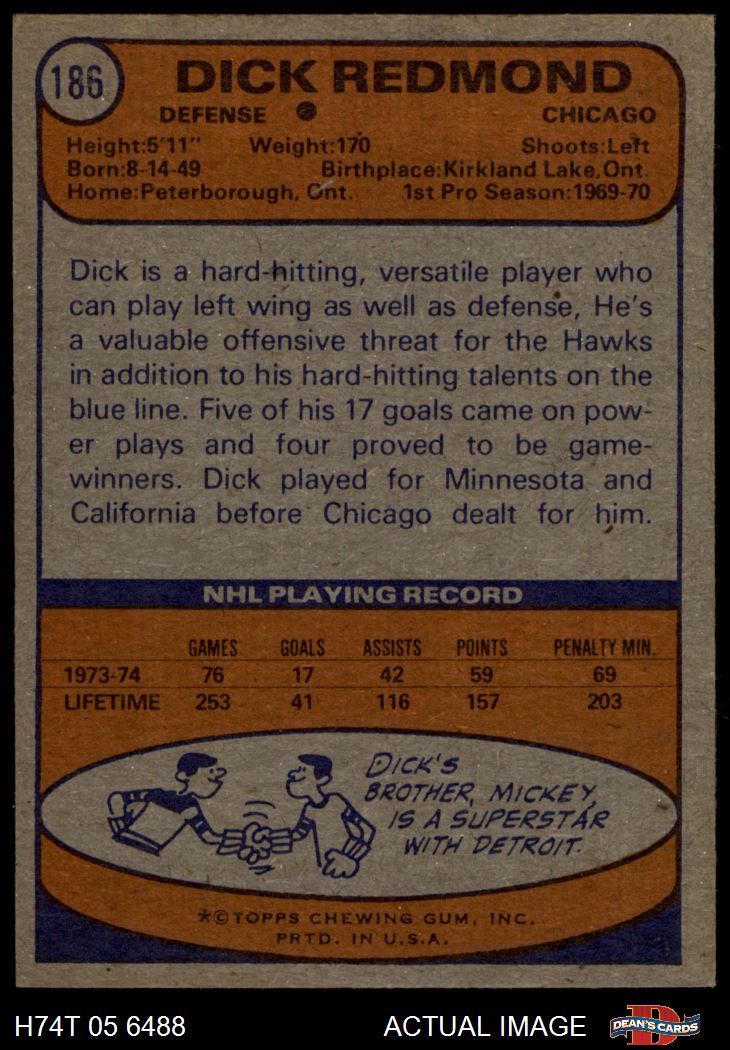 186
DICK REDMOND
DEFENSE ● CHICAGO
Height:5'11" Weight:170 Shoots:Left
Born:8-14-49 Birthplace:Kirkland Lake,Ont.
Home:Peterborough, Ont. 1st Pro Season:1969-70
Dick is a hard-hitting, versatile player who
can play left wing as well as defense, He's
a valuable offensive threat for the Hawks
in addition to his hard-hitting talents on the
blue line. Five of his 17 goals came on pow-
er plays and four proved to be game-
winners. Dick played for Minnesota and
California before Chicago dealt for him.
NHL PLAYING RECORD
GAMES GOALS ASSISTS POINTS PENALTY MIN.
1973-74 76 17 42 59 69
LIFETIME 253 41 116 157 203
DICK'S
BROTHER, MICKEY,
IS A SUPERSTAR
WITH DETROIT.
*©TOPPS CHEWING GUM, INC.
PRTD. IN U.S.A.
H74T 05 6488 ACTUAL IMAGE D DEAN'S CARDS